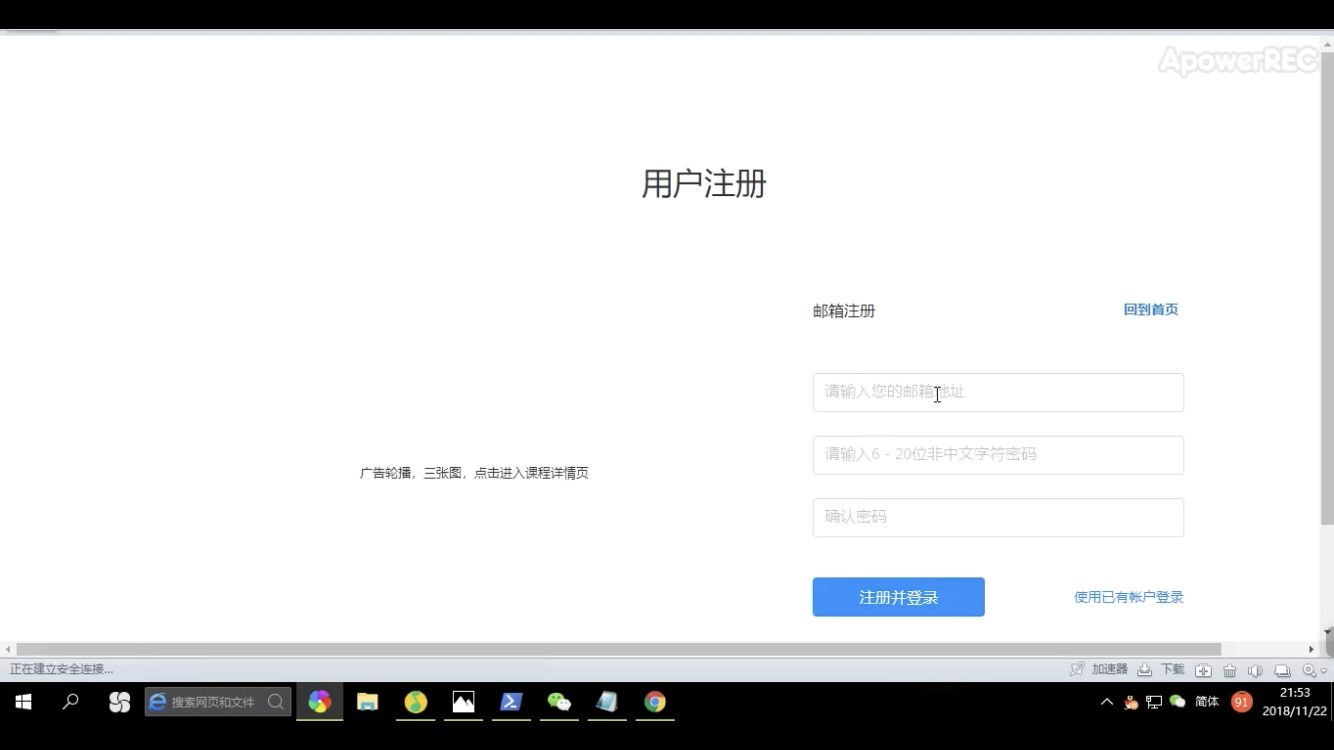 ApowerREC
用户注册
邮箱注册
回到首页
请输入您的邮箱地址
请输入6 - 20位非中文字符密码
广告轮播，三张图，点击进入课程详情页
确认密码
注册并登录
使用已有帐户登录
正在建立安全连接...
加速器
下载
搜索网页和文件
简体
91
21:53
2018/11/22